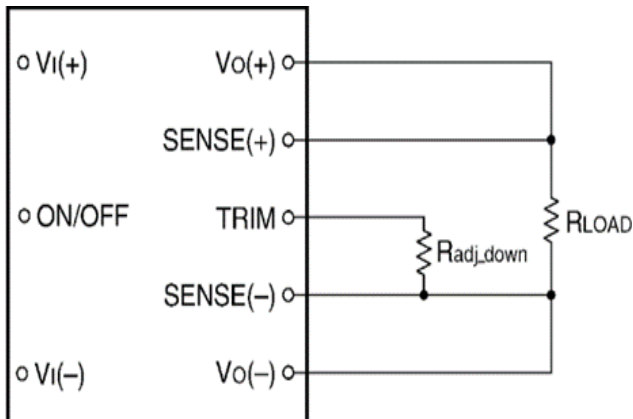 VI(+)
VO(+)
SENSE(+)
ON/OFF
TRIM
Radj_down
RLOAD
SENSE(–)
VI(–)
VO(–)